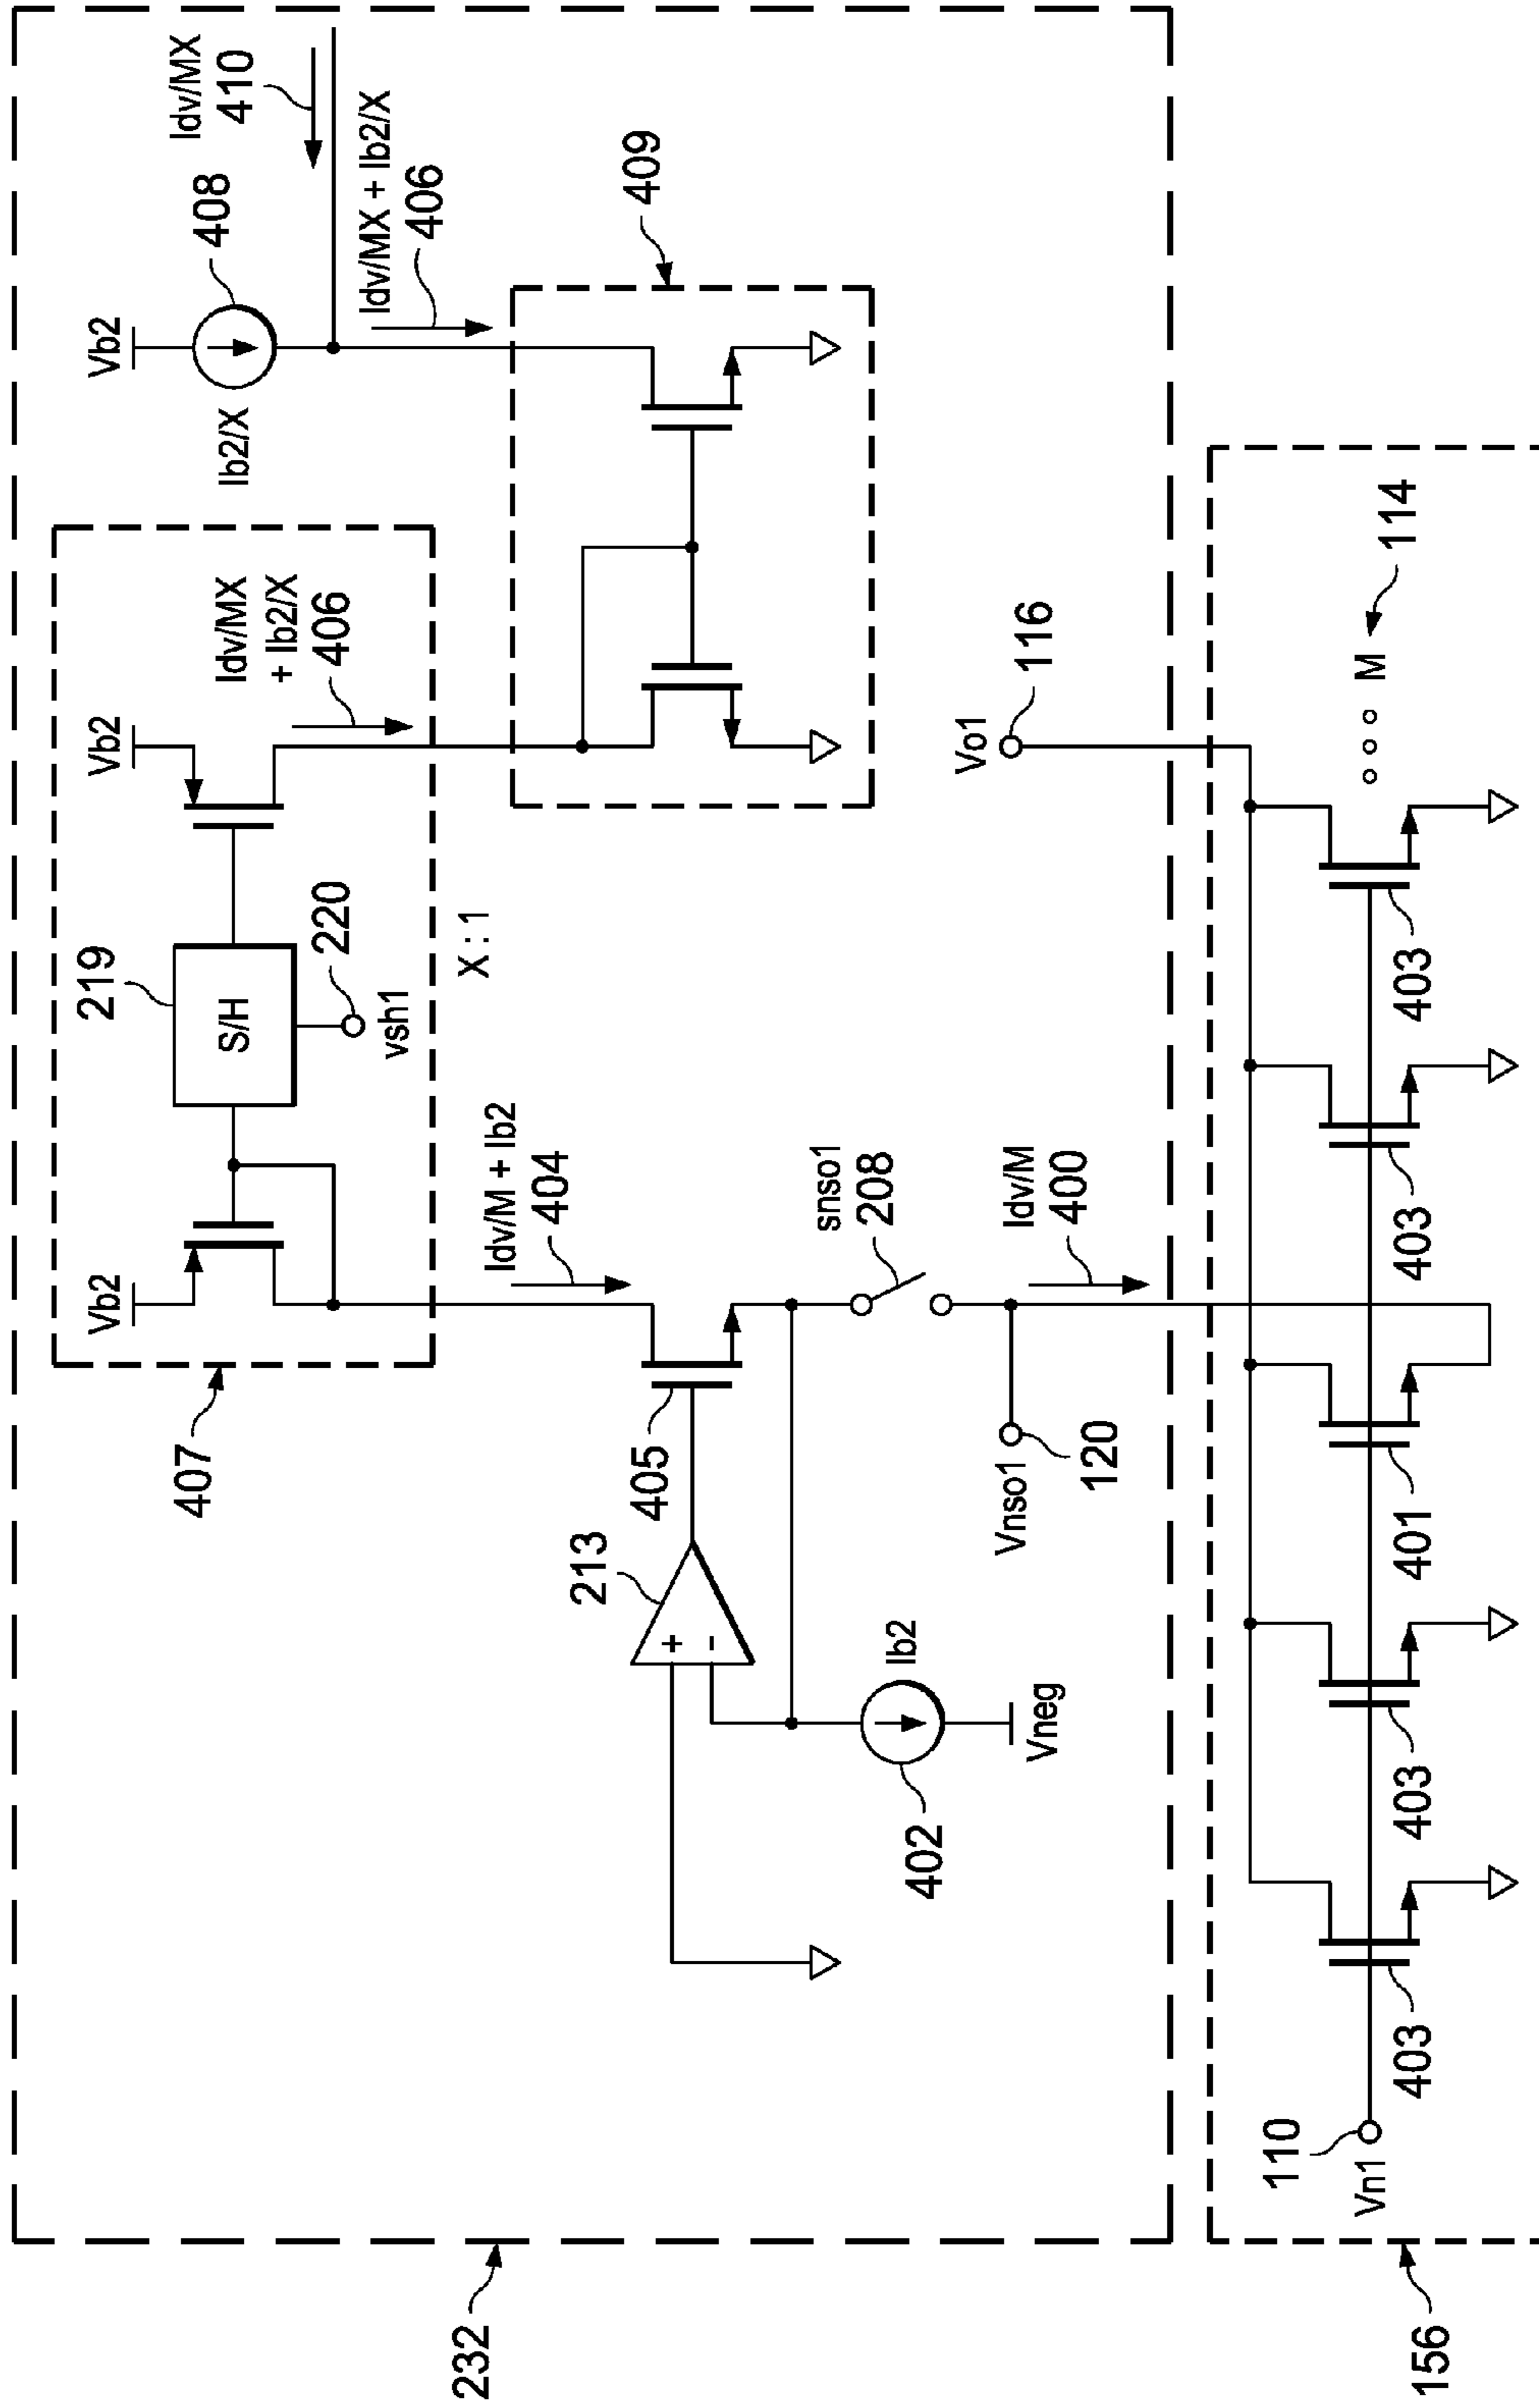 232
407
Vb2
219
S/H
220
vsh1
Vb2
Idv/MX
+ Ib2/X
406
X : 1
Vb2
408
Ib2/X
Idv/MX
410
Idv/MX + Ib2/X
406
409
Idv/M + Ib2
404
405
213
+
-
Ib2
402
Vneg
snso1
208
Vnso1
120
Idv/M
400
Vo1
116
156
Vn1
110
403
403
401
403
403
M
114